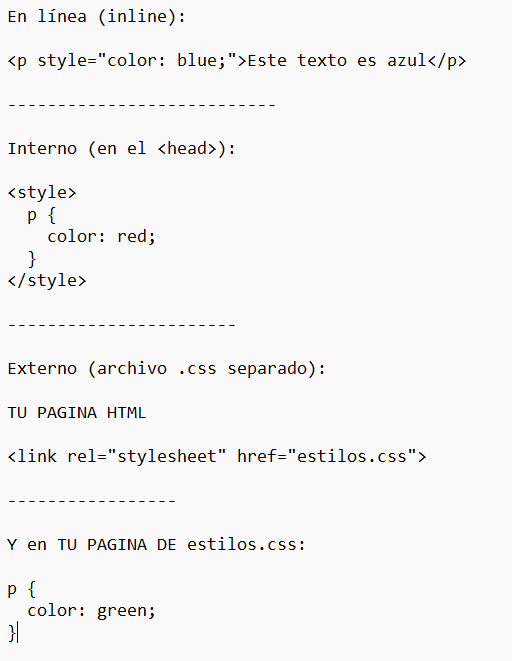 En línea (inline):
<p style="color: blue;">Este texto es azul</p>
---------------------------
Interno (en el <head>):
<style>
  p {
    color: red;
  }
</style>
-----------------------
Externo (archivo .css separado):
TU PAGINA HTML
<link rel="stylesheet" href="estilos.css">
-----------------
Y en TU PAGINA DE estilos.css:
p {
  color: green;
}